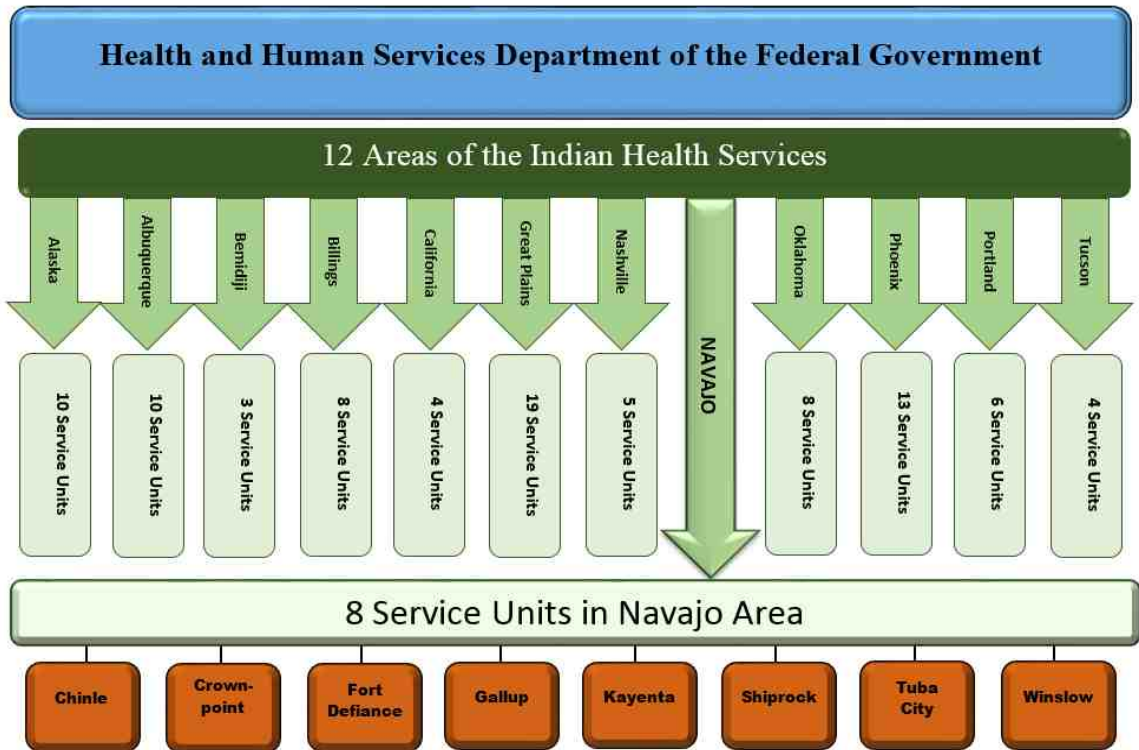 Health and Human Services Department of the Federal Government
12 Areas of the Indian Health Services
Alaska
Albuquerque
Bemidiji
Billings
California
Great Plains
Nashville
NAVAJO
Oklahoma
Phoenix
Portland
Tucson
10 Service Units
10 Service Units
3 Service Units
8 Service Units
4 Service Units
19 Service Units
5 Service Units
8 Service Units
13 Service Units
6 Service Units
4 Service Units
8 Service Units in Navajo Area
Chinle
Crown-
point
Fort
Defiance
Gallup
Kayenta
Shiprock
Tuba
City
Winslow